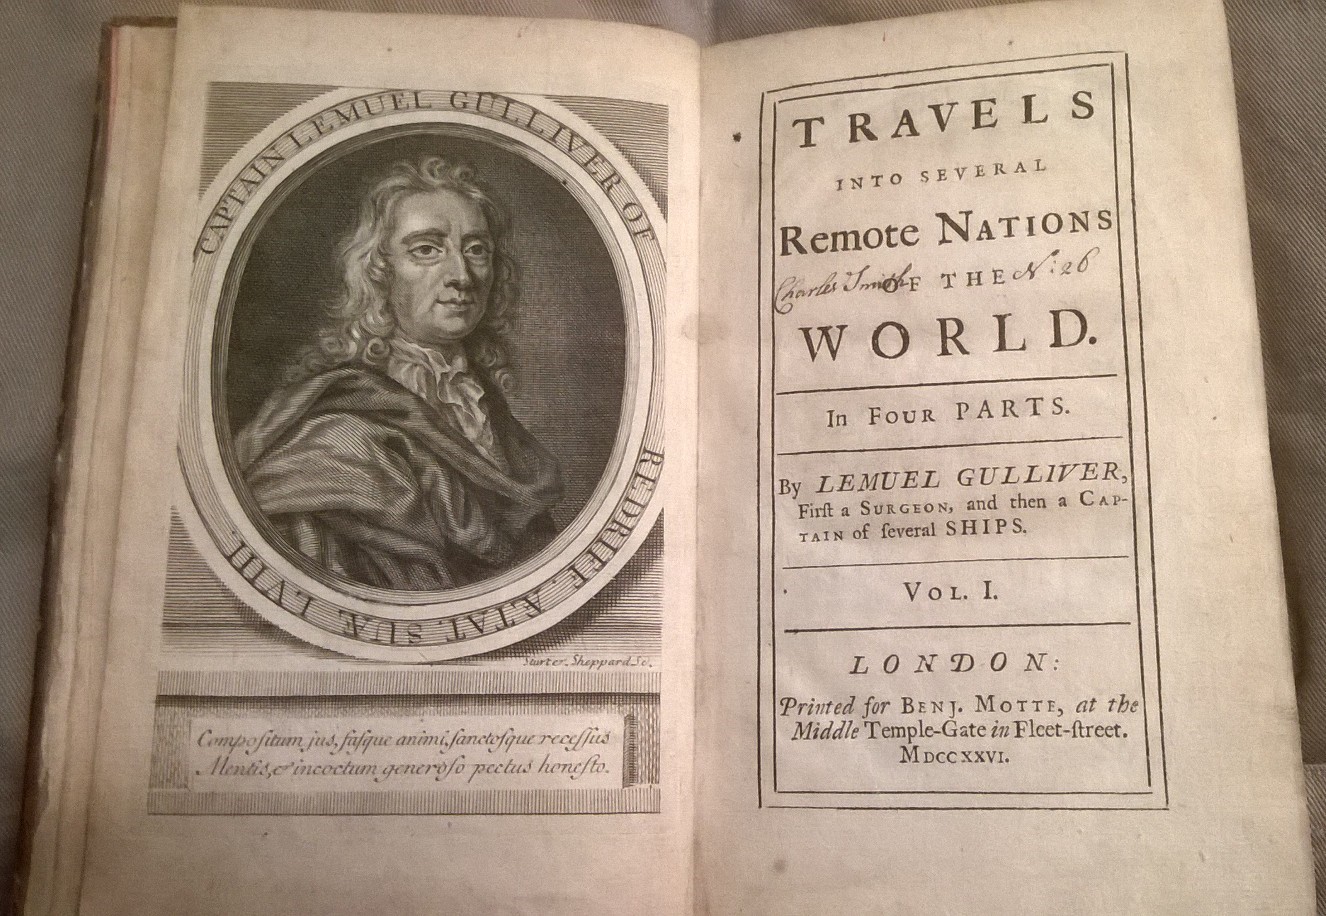 CAPTAIN LEMUEL GULLIVER OF
REDRIFF. ÆTAT. SUÆ LVIII.
Sturt et. Sheppard. Sc.
Compositum jus, fasque animi, sanctosque recessus
Mentis, & incoctum generoso pectus honesto.
TRAVELS
INTO SEVERAL
Remote NATIONS
OF THE
Charles Smith Nº: 26
WORLD.
In FOUR PARTS.
By LEMUEL GULLIVER,
Firſt a SURGEON, and then a CAP-
TAIN of ſeveral SHIPS.
VOL. I.
LONDON:
Printed for BENJ. MOTTE, at the
Middle Temple-Gate in Fleet-ſtreet.
MDCCXXVI.